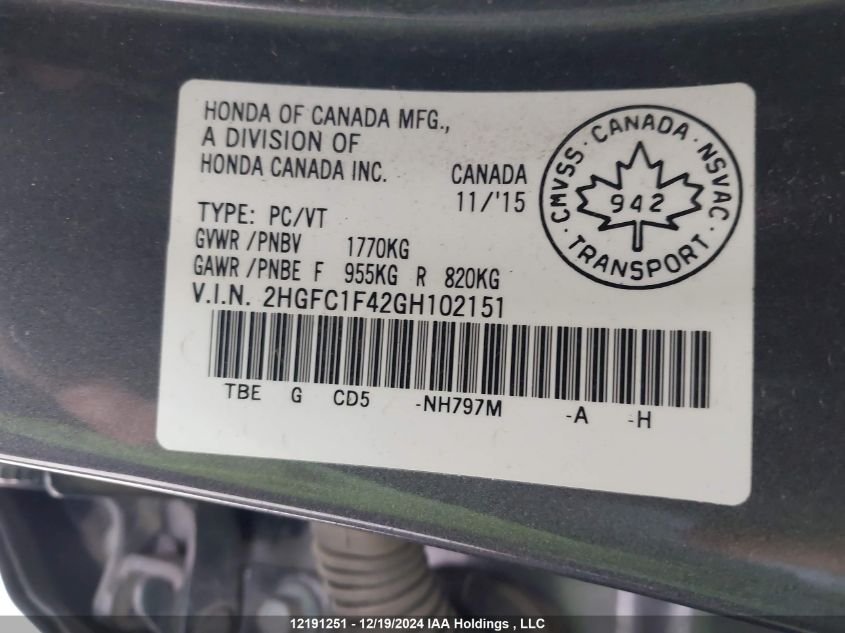 HONDA OF CANADA MFG.,
A DIVISION OF
HONDA CANADA INC.
CANADA
11/'15
TYPE: PC/VT
GVWR /PNBV 1770KG
GAWR /PNBE F 955KG R 820KG
V.I.N. 2HGFC1F42GH102151
TBE G CD5 -NH797M -A -H
CMVSS · CANADA · NSVAC
942
· TRANSPORT ·
12191251 - 12/19/2024 IAA Holdings , LLC